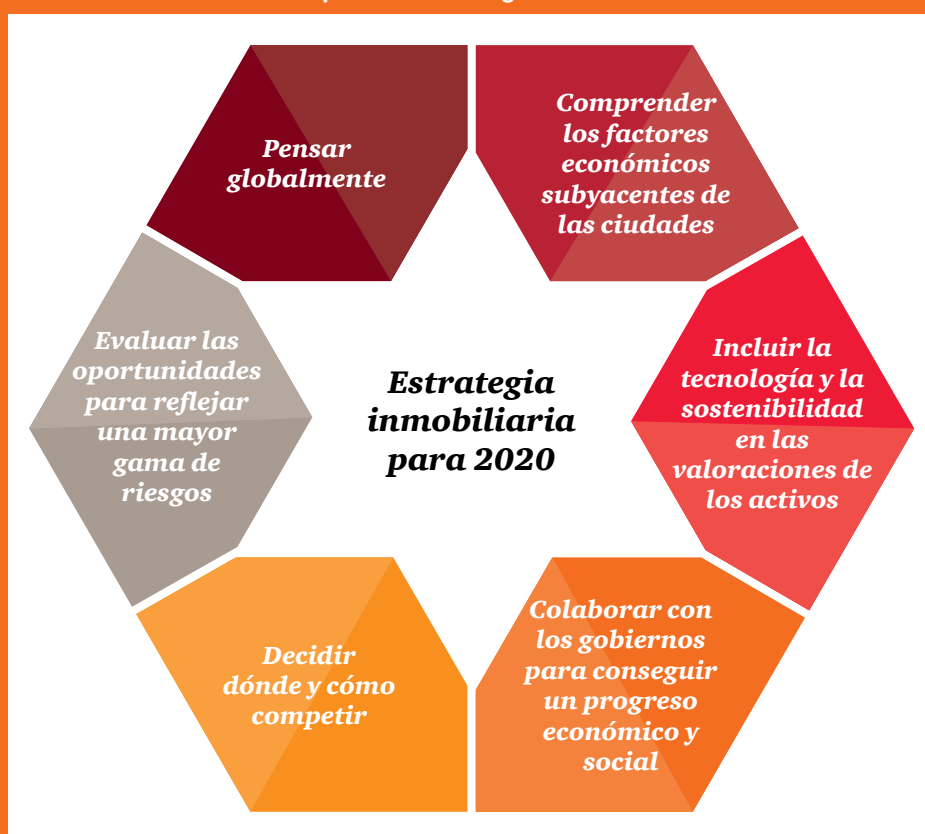 Pensar
globalmente
Comprender
los factores
económicos
subyacentes de
las ciudades
Evaluar las
oportunidades
para reflejar
una mayor
gama de
riesgos
Estrategia
inmobiliaria
para 2020
Incluir la
tecnología y la
sostenibilidad
en las
valoraciones de
los activos
Decidir
dónde y cómo
competir
Colaborar con
los gobiernos
para conseguir
un progreso
económico y
social